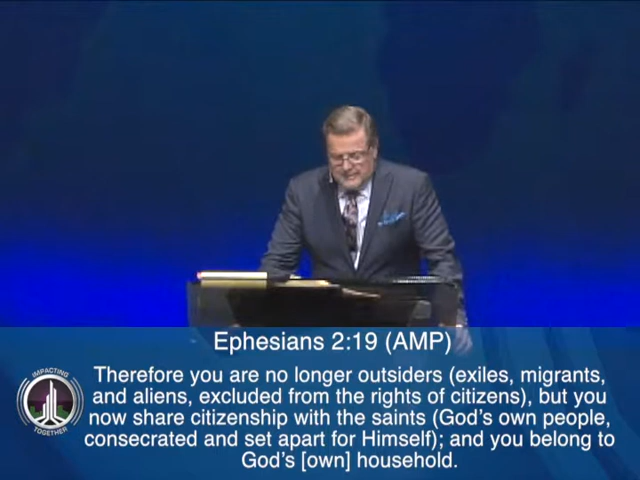 Ephesians 2:19 (AMP)
Therefore you are no longer outsiders (exiles, migrants,
and aliens, excluded from the rights of citizens), but you
now share citizenship with the saints (God's own people,
consecrated and set apart for Himself); and you belong to
God's [own] household.
IMPACTING
TOGETHER